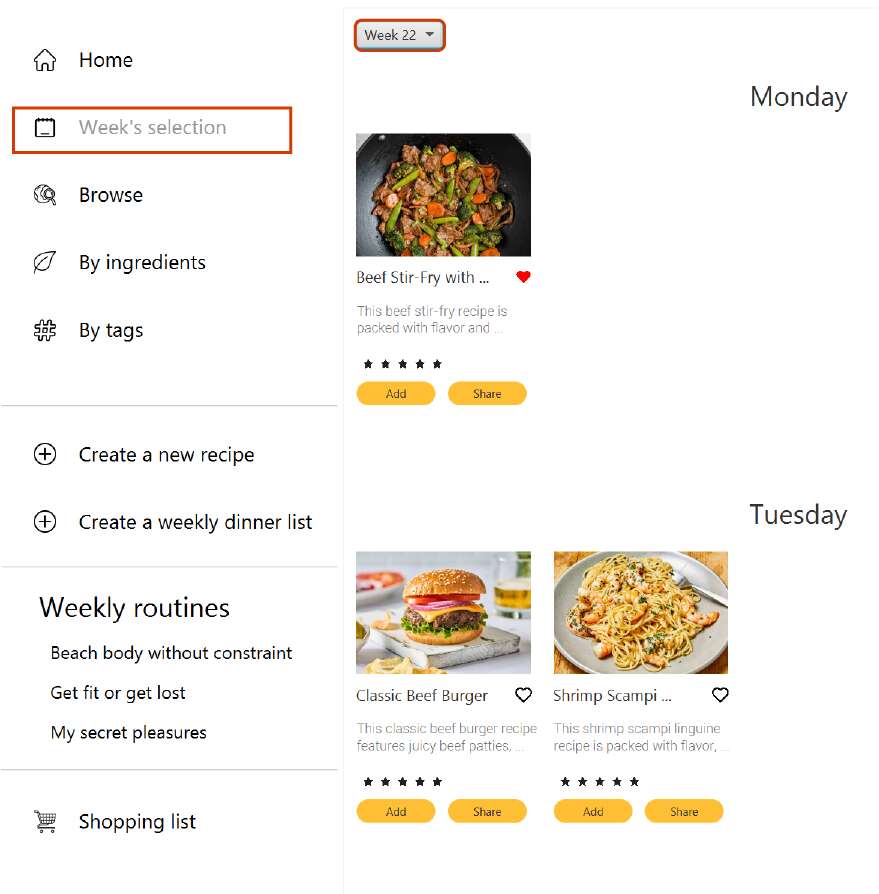 Home
Week's selection
Browse
By ingredients
By tags
Create a new recipe
Create a weekly dinner list
Weekly routines
Beach body without constraint
Get fit or get lost
My secret pleasures
Shopping list
Week 22
Monday
Beef Stir-Fry with ...
This beef stir-fry recipe is
packed with flavor and ...
Add
Share
Tuesday
Classic Beef Burger
This classic beef burger recipe
features juicy beef patties, ...
Add
Share
Shrimp Scampi ...
This shrimp scampi linguine
recipe is packed with flavor, ...
Add
Share